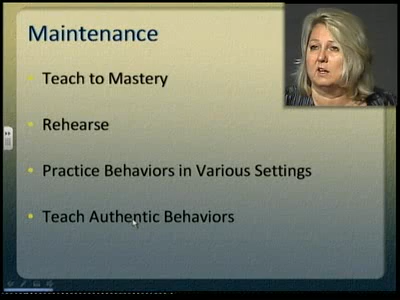 Maintenance
• Teach to Mastery
• Rehearse
• Practice Behaviors in Various Settings
• Teach Authentic Behaviors